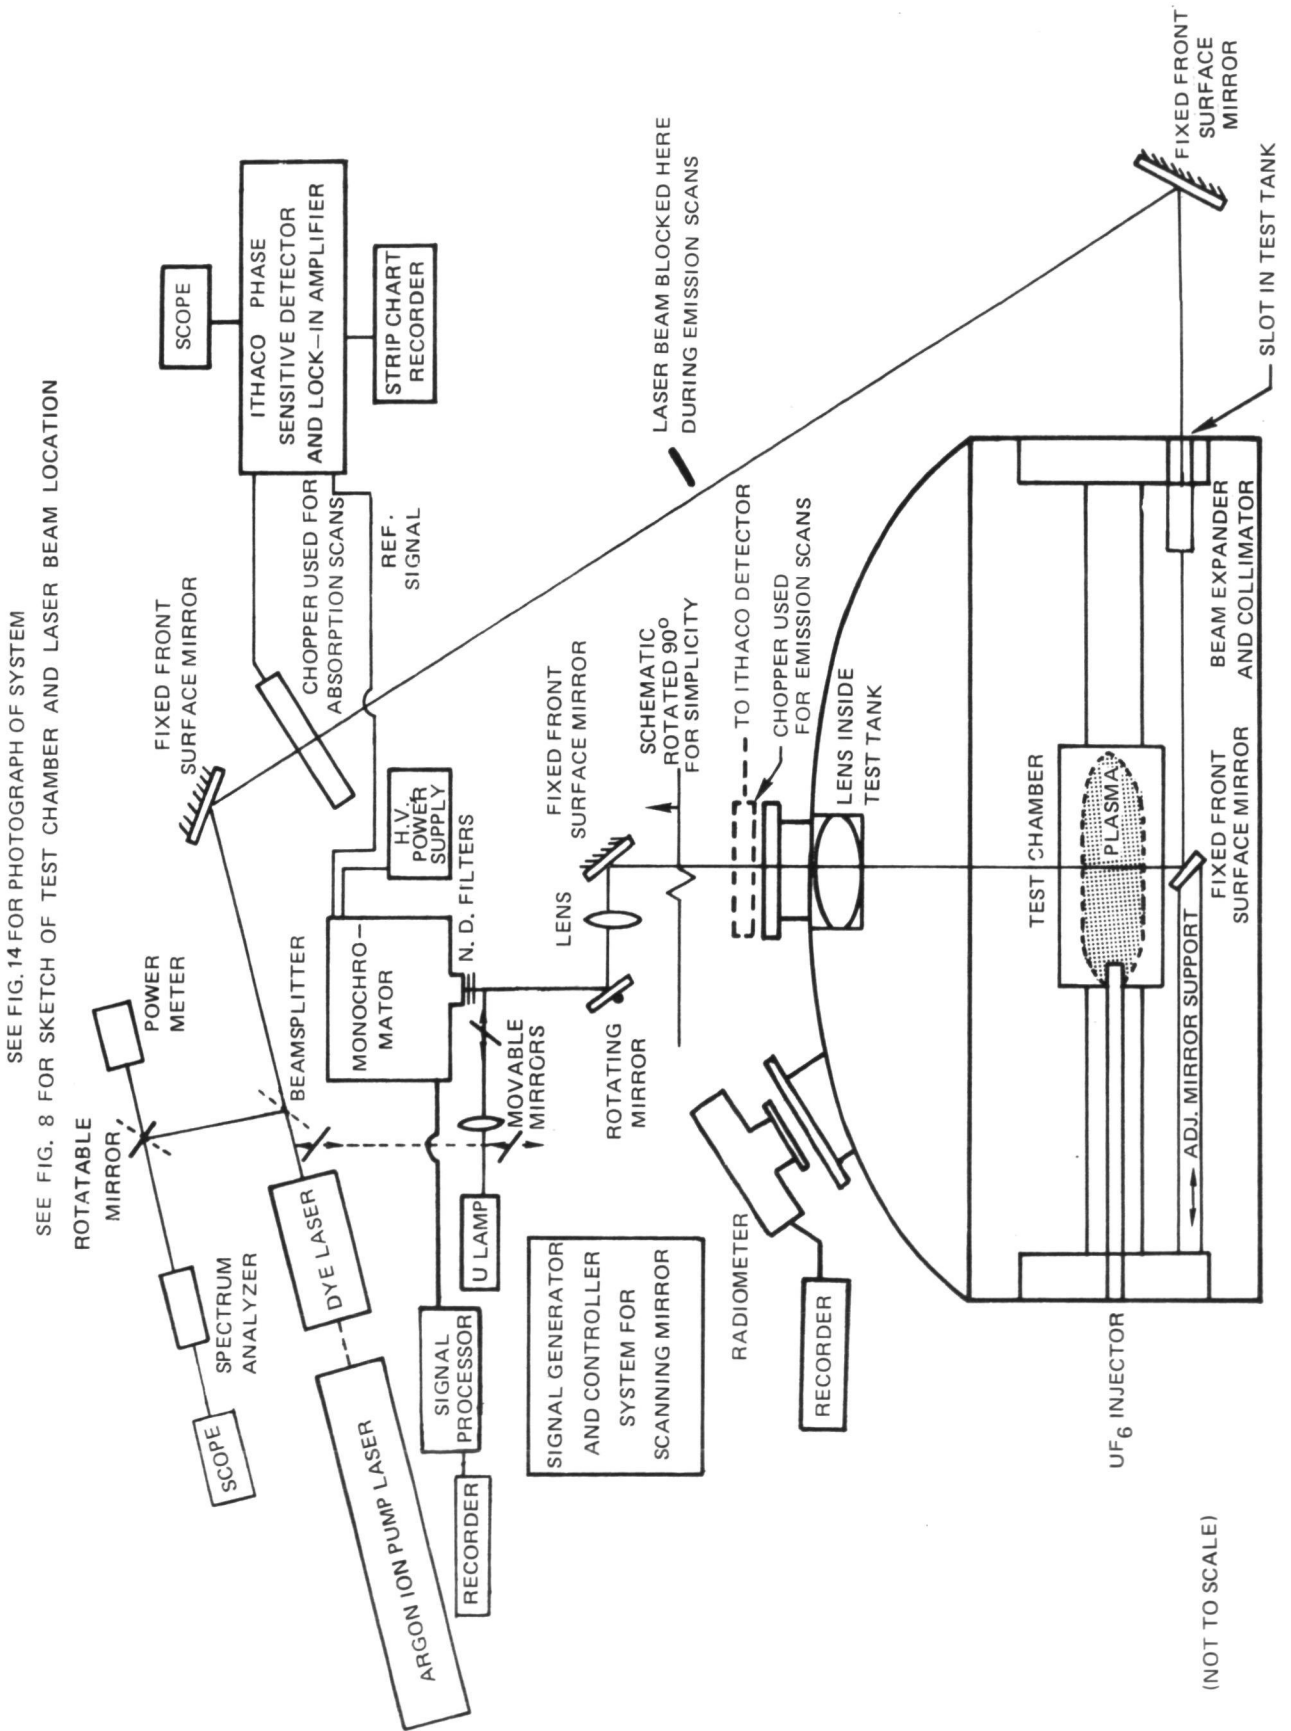 SEE FIG. 14 FOR PHOTOGRAPH OF SYSTEM
SEE FIG. 8 FOR SKETCH OF TEST CHAMBER AND LASER BEAM LOCATION
ROTATABLE
MIRROR
POWER
METER
SPECTRUM
ANALYZER
SCOPE
BEAMSPLITTER
DYE LASER
ARGON ION PUMP LASER
FIXED FRONT
SURFACE MIRROR
SCOPE
ITHACO PHASE
SENSITIVE DETECTOR
AND LOCK-IN AMPLIFIER
STRIP CHART
RECORDER
CHOPPER USED FOR
ABSORPTION SCANS
REF.
SIGNAL
H.V.
POWER
SUPPLY
MONOCHRO-
MATOR
N. D. FILTERS
MOVABLE
MIRRORS
U LAMP
SIGNAL
PROCESSOR
RECORDER
SIGNAL GENERATOR
AND CONTROLLER
SYSTEM FOR
SCANNING MIRROR
LENS
FIXED FRONT
SURFACE MIRROR
ROTATING
MIRROR
SCHEMATIC
ROTATED 90°
FOR SIMPLICITY
LASER BEAM BLOCKED HERE
DURING EMISSION SCANS
TO ITHACO DETECTOR
CHOPPER USED
FOR EMISSION SCANS
LENS INSIDE
TEST TANK
RADIOMETER
RECORDER
FIXED FRONT
SURFACE
MIRROR
SLOT IN TEST TANK
TEST CHAMBER
PLASMA
BEAM EXPANDER
AND COLLIMATOR
FIXED FRONT
SURFACE MIRROR
ADJ. MIRROR SUPPORT
UF6 INJECTOR
(NOT TO SCALE)